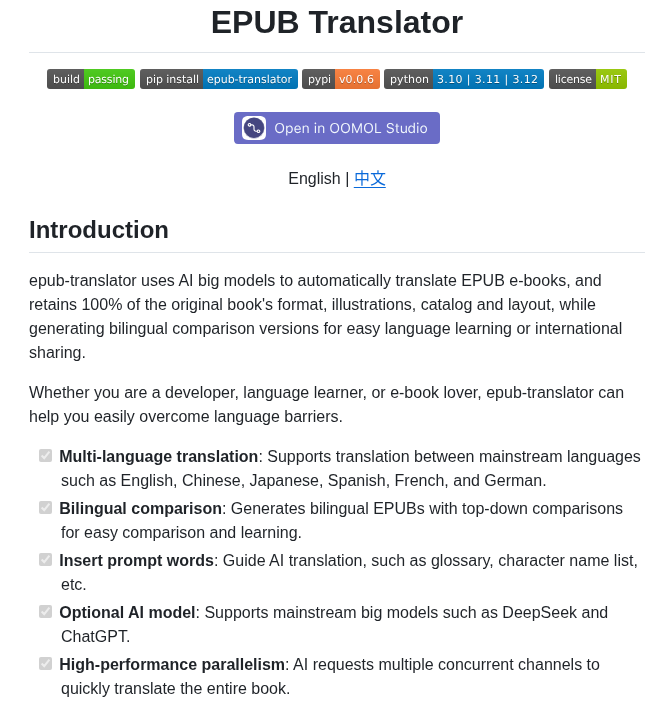 EPUB Translator
build passing pip install epub-translator pypi v0.0.6 python 3.10 | 3.11 | 3.12 license MIT
Open in OOMOL Studio
English | 中文
Introduction
epub-translator uses AI big models to automatically translate EPUB e-books, and
retains 100% of the original book's format, illustrations, catalog and layout, while
generating bilingual comparison versions for easy language learning or international
sharing.
Whether you are a developer, language learner, or e-book lover, epub-translator can
help you easily overcome language barriers.
Multi-language translation: Supports translation between mainstream languages
such as English, Chinese, Japanese, Spanish, French, and German.
Bilingual comparison: Generates bilingual EPUBs with top-down comparisons
for easy comparison and learning.
Insert prompt words: Guide AI translation, such as glossary, character name list,
etc.
Optional AI model: Supports mainstream big models such as DeepSeek and
ChatGPT.
High-performance parallelism: AI requests multiple concurrent channels to
quickly translate the entire book.